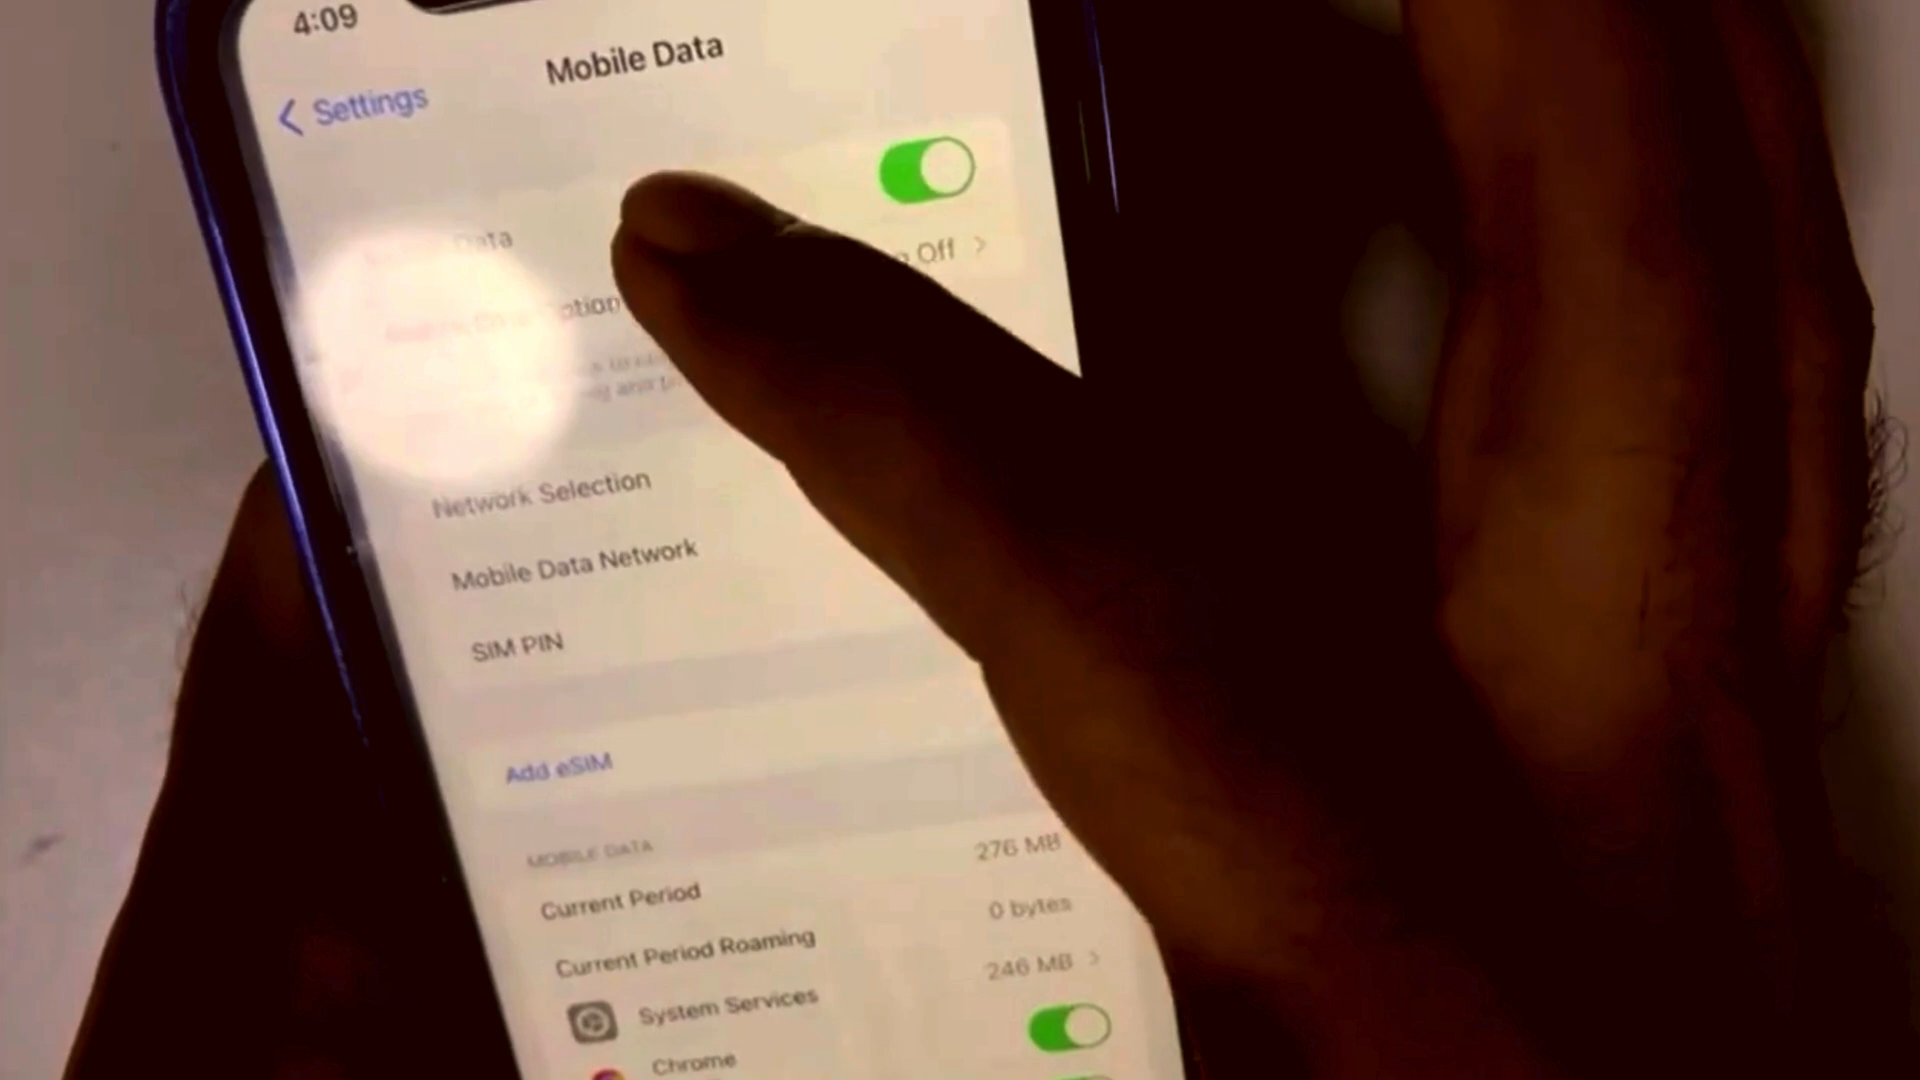 4:09
Mobile Data
Settings
Data
Off
Network Selection
Mobile Data Network
SIM PIN
Add eSIM
MOBILE DATA
Current Period 276 MB
Current Period Roaming 0 bytes
System Services 246 MB
Chrome